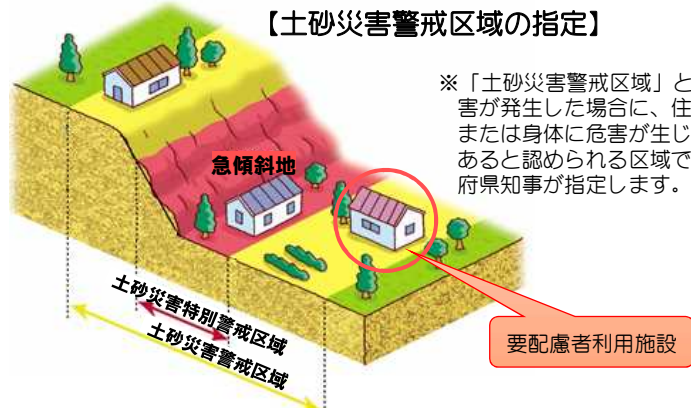 【土砂災害警戒区域の指定】
※「土砂災害警戒区域」と
害が発生した場合に、住
または身体に危害が生じ
あると認められる区域で
府県知事が指定します。
急傾斜地
土砂災害特別警戒区域
土砂災害警戒区域
要配慮者利用施設